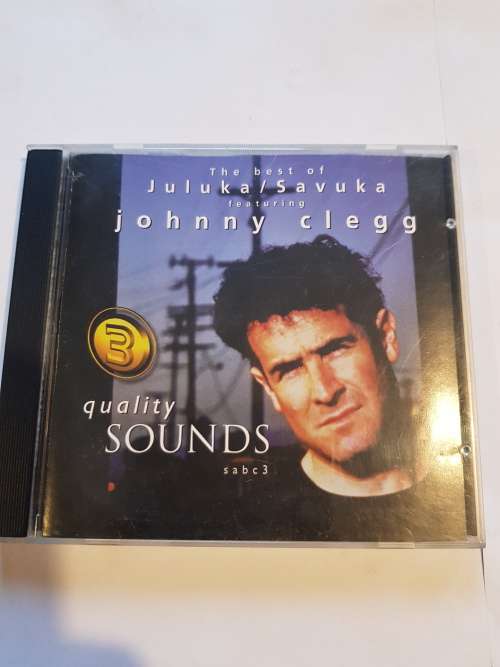 The best of
Juluka/Savuka
featuring
johnny clegg
3
quality
SOUNDS
sabc3